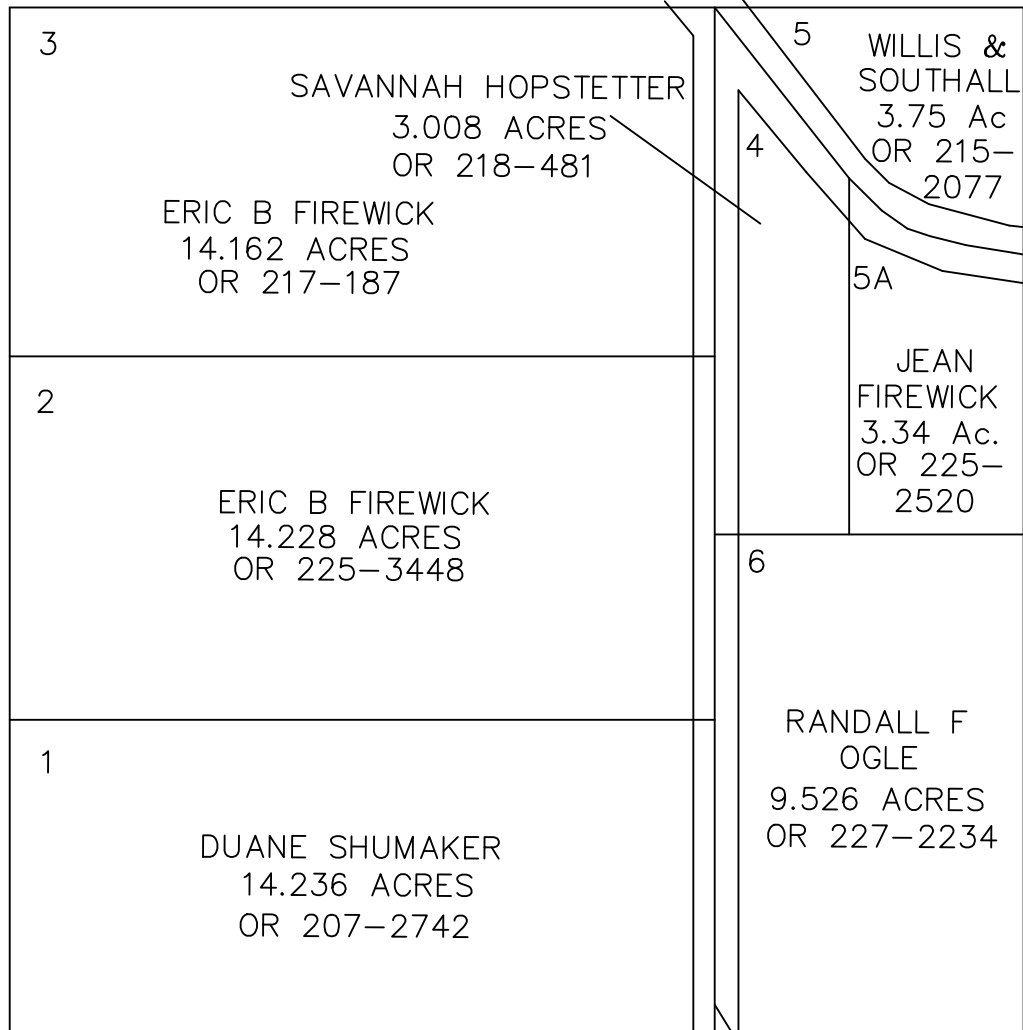 3
SAVANNAH HOPSTETTER
3.008 ACRES
OR 218-481
ERIC B FIREWICK
14.162 ACRES
OR 217-187
5
WILLIS &
SOUTHALL
3.75 Ac
OR 215-
2077
4
5A
JEAN
FIREWICK
3.34 Ac.
OR 225-
2520
2
ERIC B FIREWICK
14.228 ACRES
OR 225-3448
6
RANDALL F
OGLE
9.526 ACRES
OR 227-2234
1
DUANE SHUMAKER
14.236 ACRES
OR 207-2742